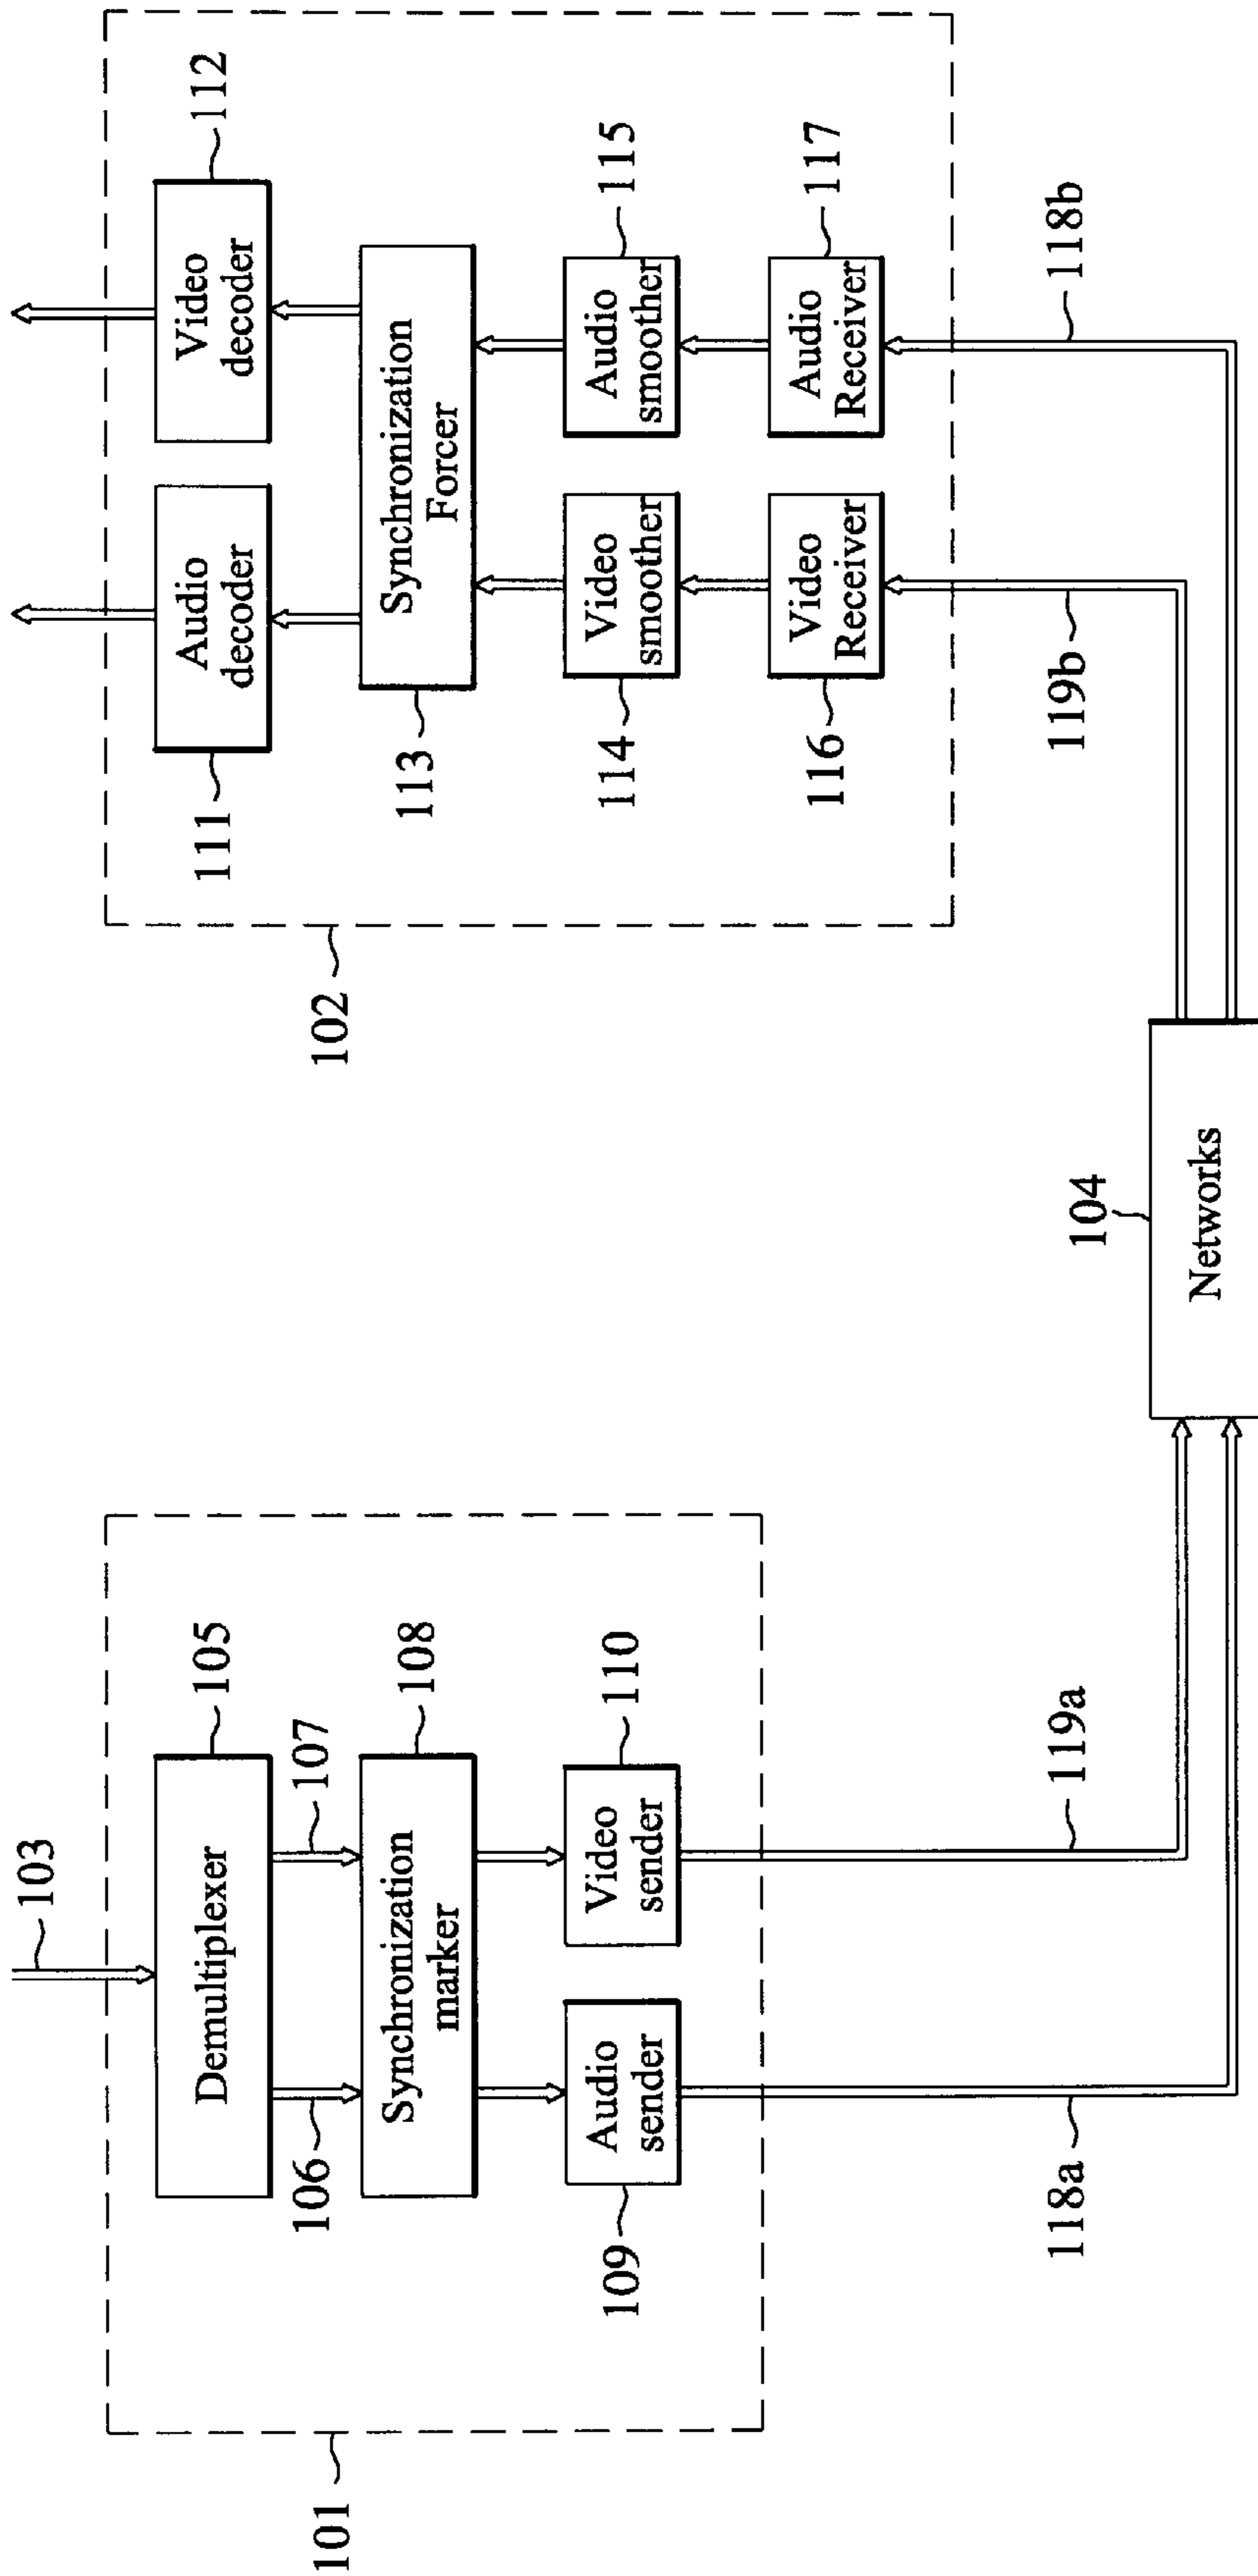 103
Demultiplexer
105
106
107
Synchronization
marker
108
Audio
sender
109
Video
sender
110
101
118a
119a
Networks
104
102
Audio
decoder
111
Video
decoder
112
Synchronization
Forcer
113
Video
smoother
114
Audio
smoother
115
Video
Receiver
116
Audio
Receiver
117
119b
118b